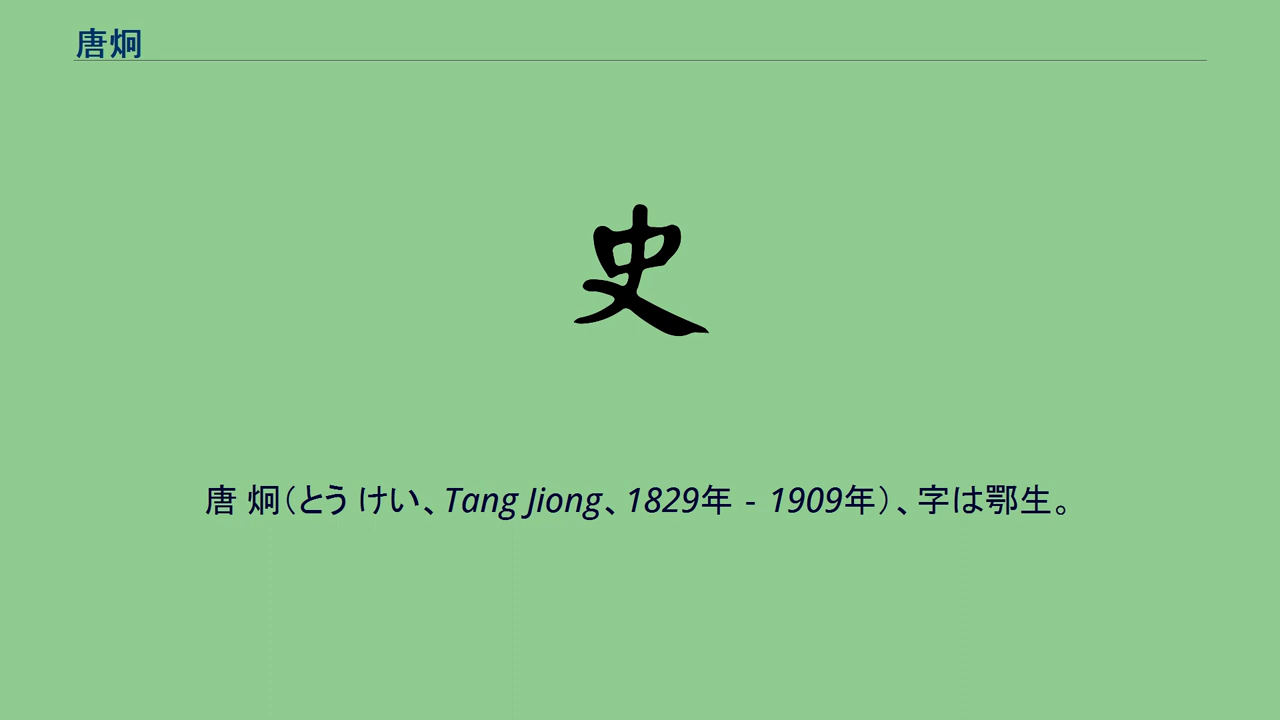 唐炯
史
唐 炯（とう けい、Tang Jiong、1829年 - 1909年）、字は鄂生。